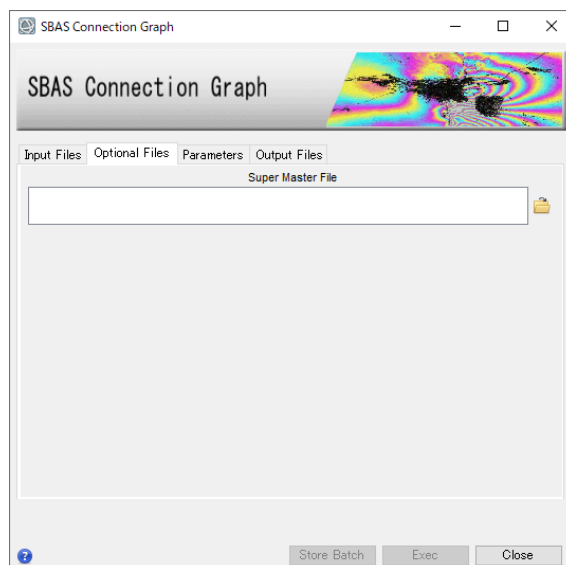 SBAS Connection Graph
SBAS Connection Graph
Input Files Optional Files Parameters Output Files
Super Master File
?
Store Batch Exec Close